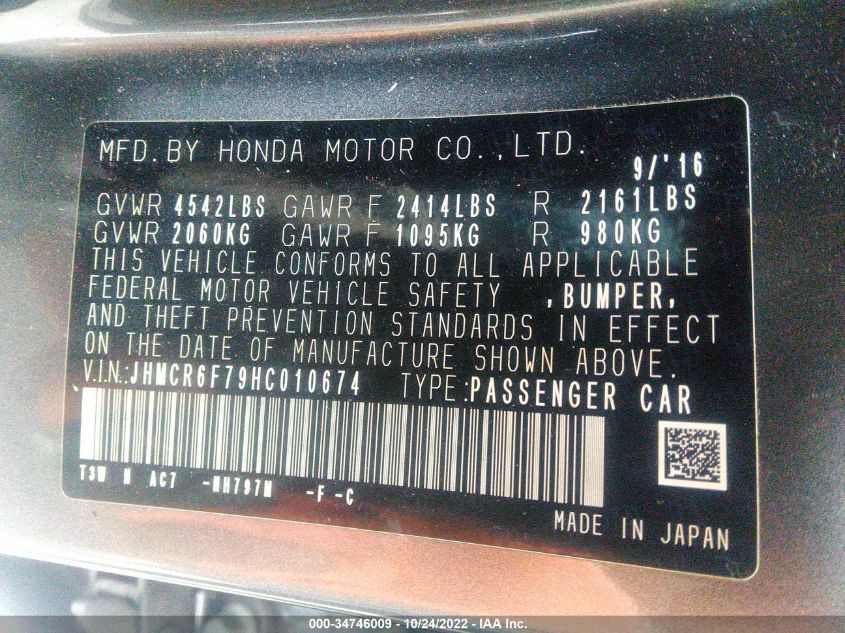 MFD. BY HONDA MOTOR CO., LTD. 9/'16
GVWR 4542LBS GAWR F 2414LBS R 2161LBS
GVWR 2060KG GAWR F 1095KG R 980KG
THIS VEHICLE CONFORMS TO ALL APPLICABLE
FEDERAL MOTOR VEHICLE SAFETY ,BUMPER,
AND THEFT PREVENTION STANDARDS IN EFFECT
ON THE DATE OF MANUFACTURE SHOWN ABOVE.
V.I.N.:JHMCR6F79HC010674 TYPE:PASSENGER CAR
T3W N AC7 -NH797M -F -C
MADE IN JAPAN
000-34746009 / 10/24/2022 - IAA Inc.